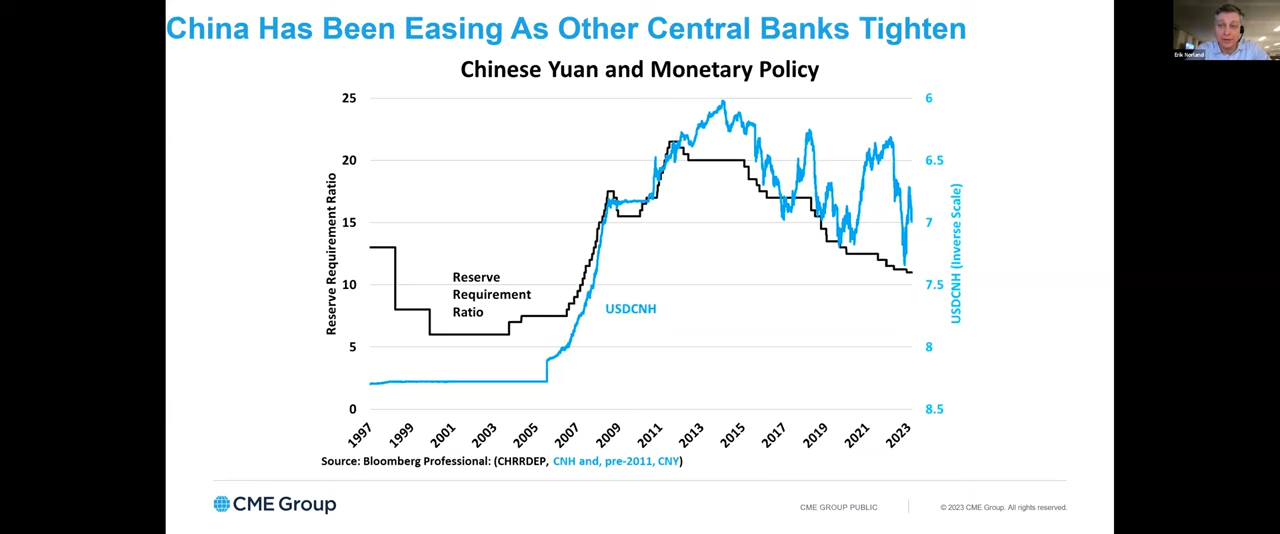 China Has Been Easing As Other Central Banks Tighten
Erik Norland
Chinese Yuan and Monetary Policy
Reserve Requirement Ratio
25
20
15
10
5
0
Reserve
Requirement
Ratio
USDCNH
6
6.5
7
7.5
8
8.5
USDCNH (Inverse Scale)
1997
1999
2001
2003
2005
2007
2009
2011
2013
2015
2017
2019
2021
2023
Source: Bloomberg Professional: (CHRRDEP, CNH and, pre-2011, CNY)
CME Group
CME GROUP PUBLIC
© 2023 CME Group. All rights reserved.